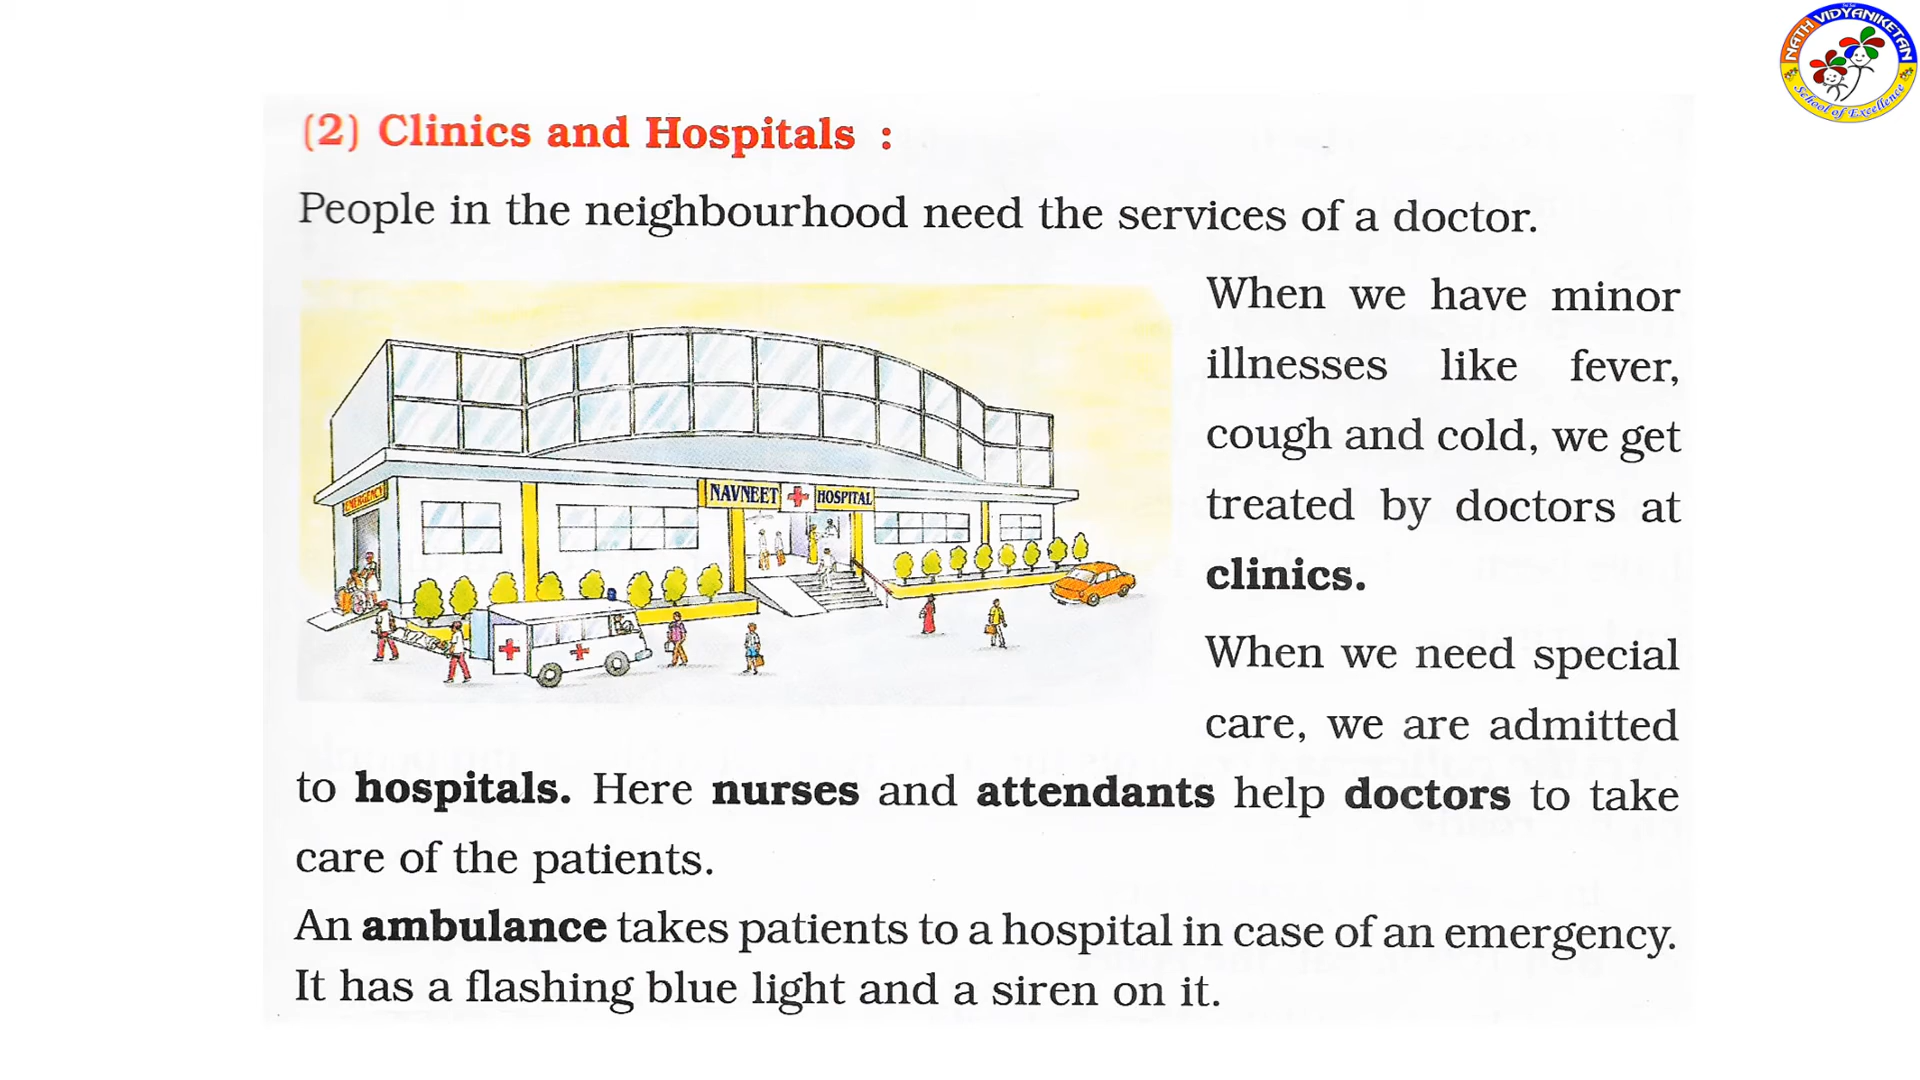 NATH VIDYANIKETAN
School of Excellence
(2) Clinics and Hospitals :
People in the neighbourhood need the services of a doctor.
When we have minor
illnesses like fever,
cough and cold, we get
treated by doctors at
clinics.
When we need special
care, we are admitted
EMERGENCY
NAVNEET HOSPITAL
to hospitals. Here nurses and attendants help doctors to take
care of the patients.
An ambulance takes patients to a hospital in case of an emergency.
It has a flashing blue light and a siren on it.